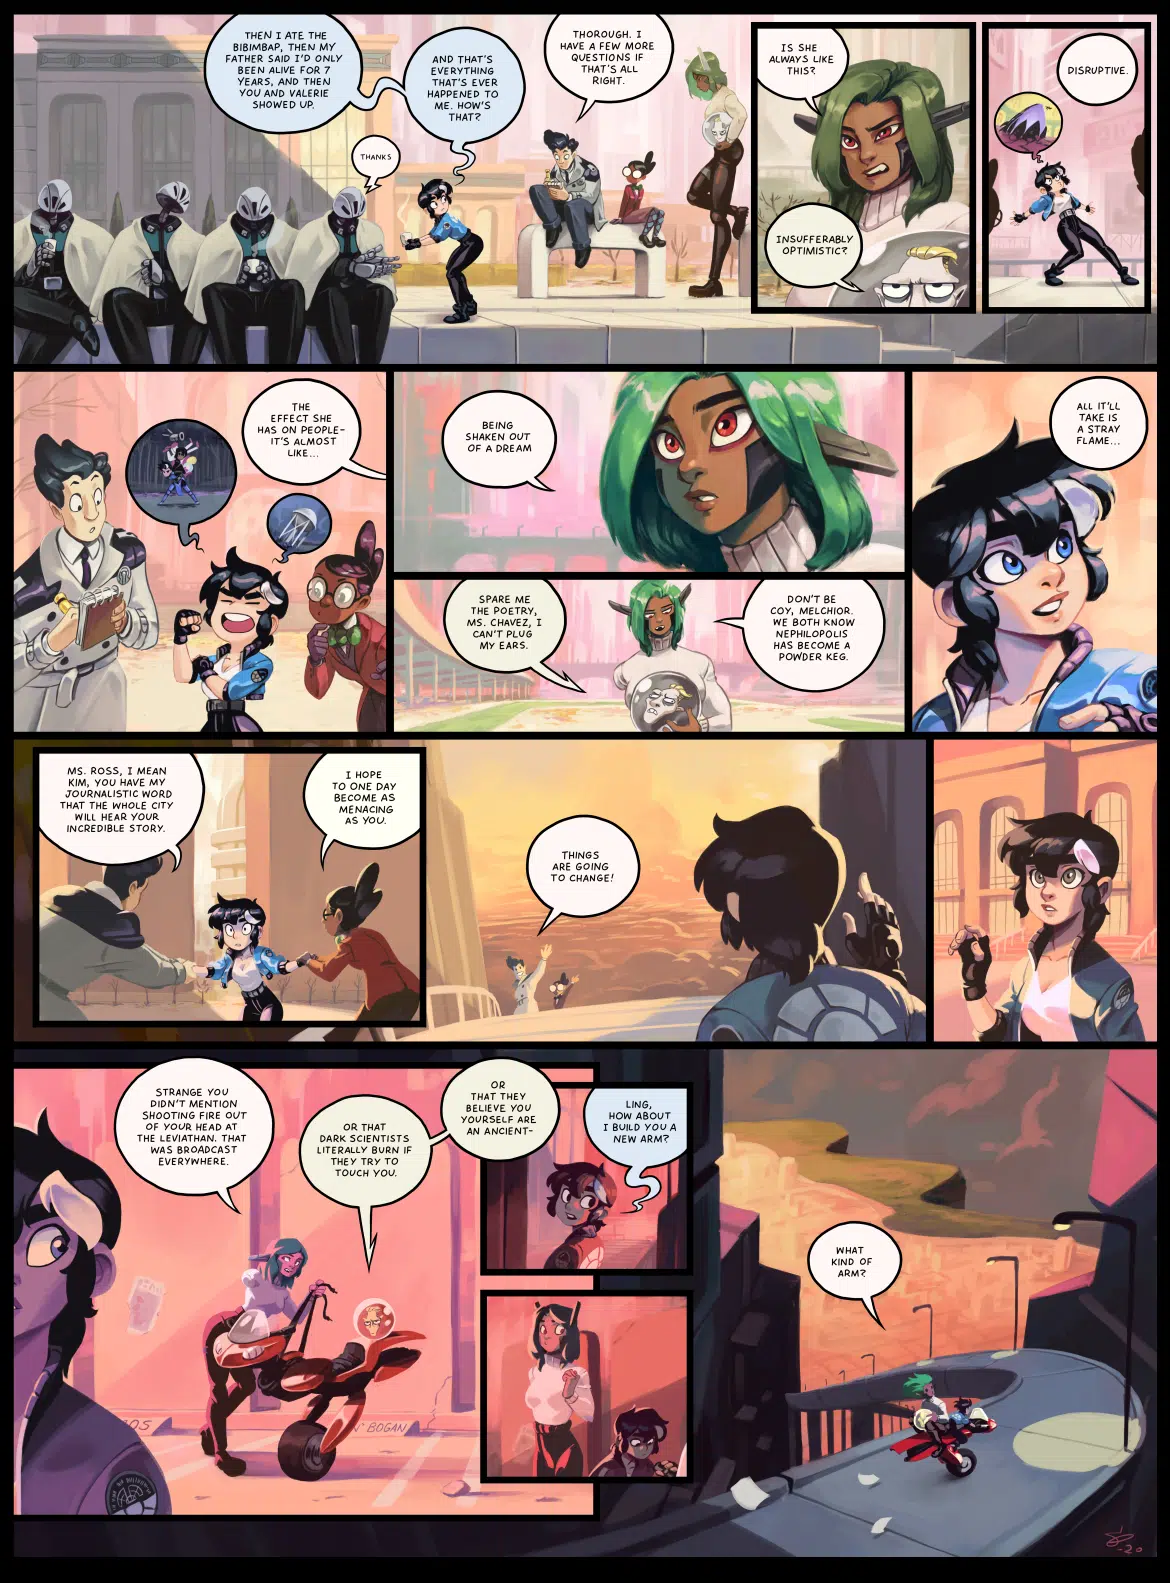 THEN I ATE THE
BIBIMBAP, THEN MY
FATHER SAID I'D ONLY
BEEN ALIVE FOR 7
YEARS, AND THEN
YOU AND VALERIE
SHOWED UP.
AND THAT'S
EVERYTHING
THAT'S EVER
HAPPENED TO
ME. HOW'S
THAT?
THANKS
THOROUGH. I
HAVE A FEW MORE
QUESTIONS IF
THAT'S ALL
RIGHT.
IS SHE
ALWAYS LIKE
THIS?
INSUFFERABLY
OPTIMISTIC?
DISRUPTIVE.
THE
EFFECT SHE
HAS ON PEOPLE-
IT'S ALMOST
LIKE...
BEING
SHAKEN OUT
OF A DREAM
SPARE ME
THE POETRY,
MS. CHAVEZ, I
CAN'T PLUG
MY EARS.
DON'T BE
COY, MELCHIOR.
WE BOTH KNOW
NEPHILOPOLIS
HAS BECOME A
POWDER KEG.
ALL IT'LL
TAKE IS
A STRAY
FLAME...
MS. ROSS, I MEAN
KIM, YOU HAVE MY
JOURNALISTIC WORD
THAT THE WHOLE CITY
WILL HEAR YOUR
INCREDIBLE STORY.
I HOPE
TO ONE DAY
BECOME AS
MENACING
AS YOU.
THINGS
ARE GOING
TO CHANGE!
STRANGE YOU
DIDN'T MENTION
SHOOTING FIRE OUT
OF YOUR HEAD AT
THE LEVIATHAN. THAT
WAS BROADCAST
EVERYWHERE.
OR THAT
DARK SCIENTISTS
LITERALLY BURN IF
THEY TRY TO
TOUCH YOU.
OR
THAT THEY
BELIEVE YOU
YOURSELF ARE
AN ANCIENT-
LING,
HOW ABOUT
I BUILD YOU A
NEW ARM?
WHAT
KIND OF
ARM?
BOGAN